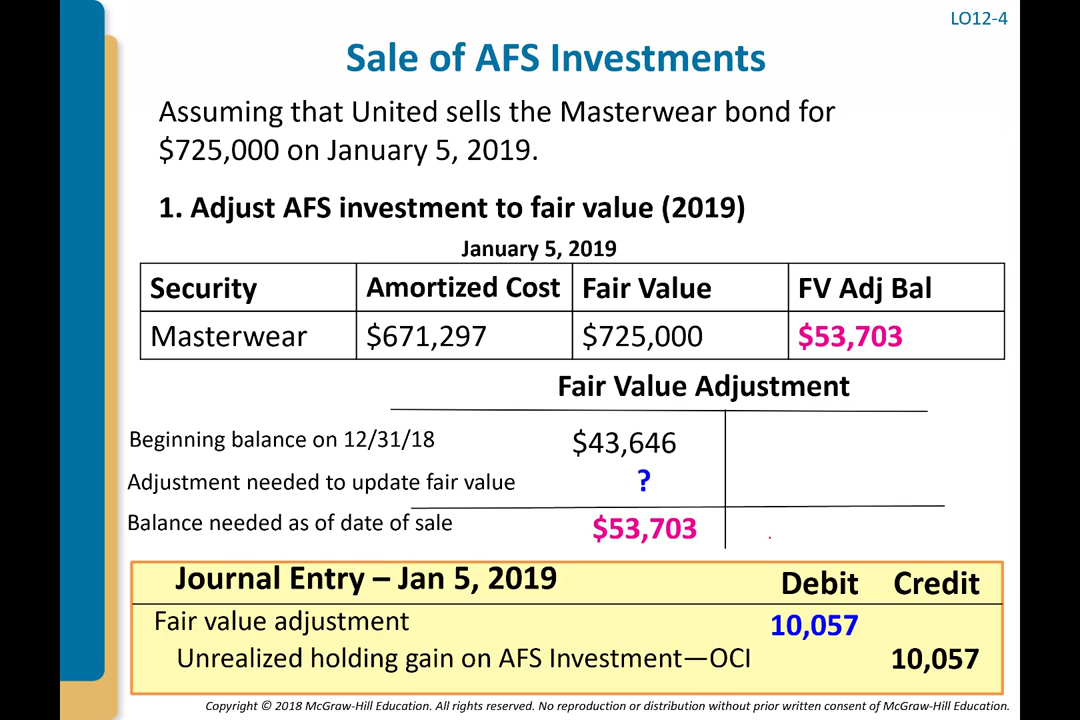 LO12-4
Sale of AFS Investments
Assuming that United sells the Masterwear bond for
$725,000 on January 5, 2019.
1. Adjust AFS investment to fair value (2019)
January 5, 2019
Security Amortized Cost Fair Value FV Adj Bal
Masterwear $671,297 $725,000 $53,703
Fair Value Adjustment
Beginning balance on 12/31/18 $43,646
Adjustment needed to update fair value ?
Balance needed as of date of sale $53,703
Journal Entry – Jan 5, 2019 Debit Credit
Fair value adjustment 10,057
Unrealized holding gain on AFS Investment—OCI 10,057
Copyright © 2018 McGraw-Hill Education. All rights reserved. No reproduction or distribution without prior written consent of McGraw-Hill Education.